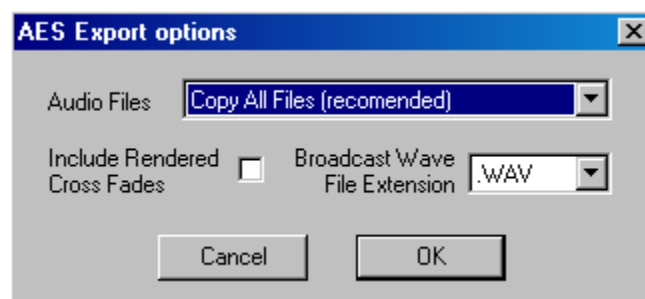 AES Export options
Audio Files
Copy All Files (recomended)
Include Rendered
Cross Fades
Broadcast Wave
File Extension
.WAV
Cancel
OK